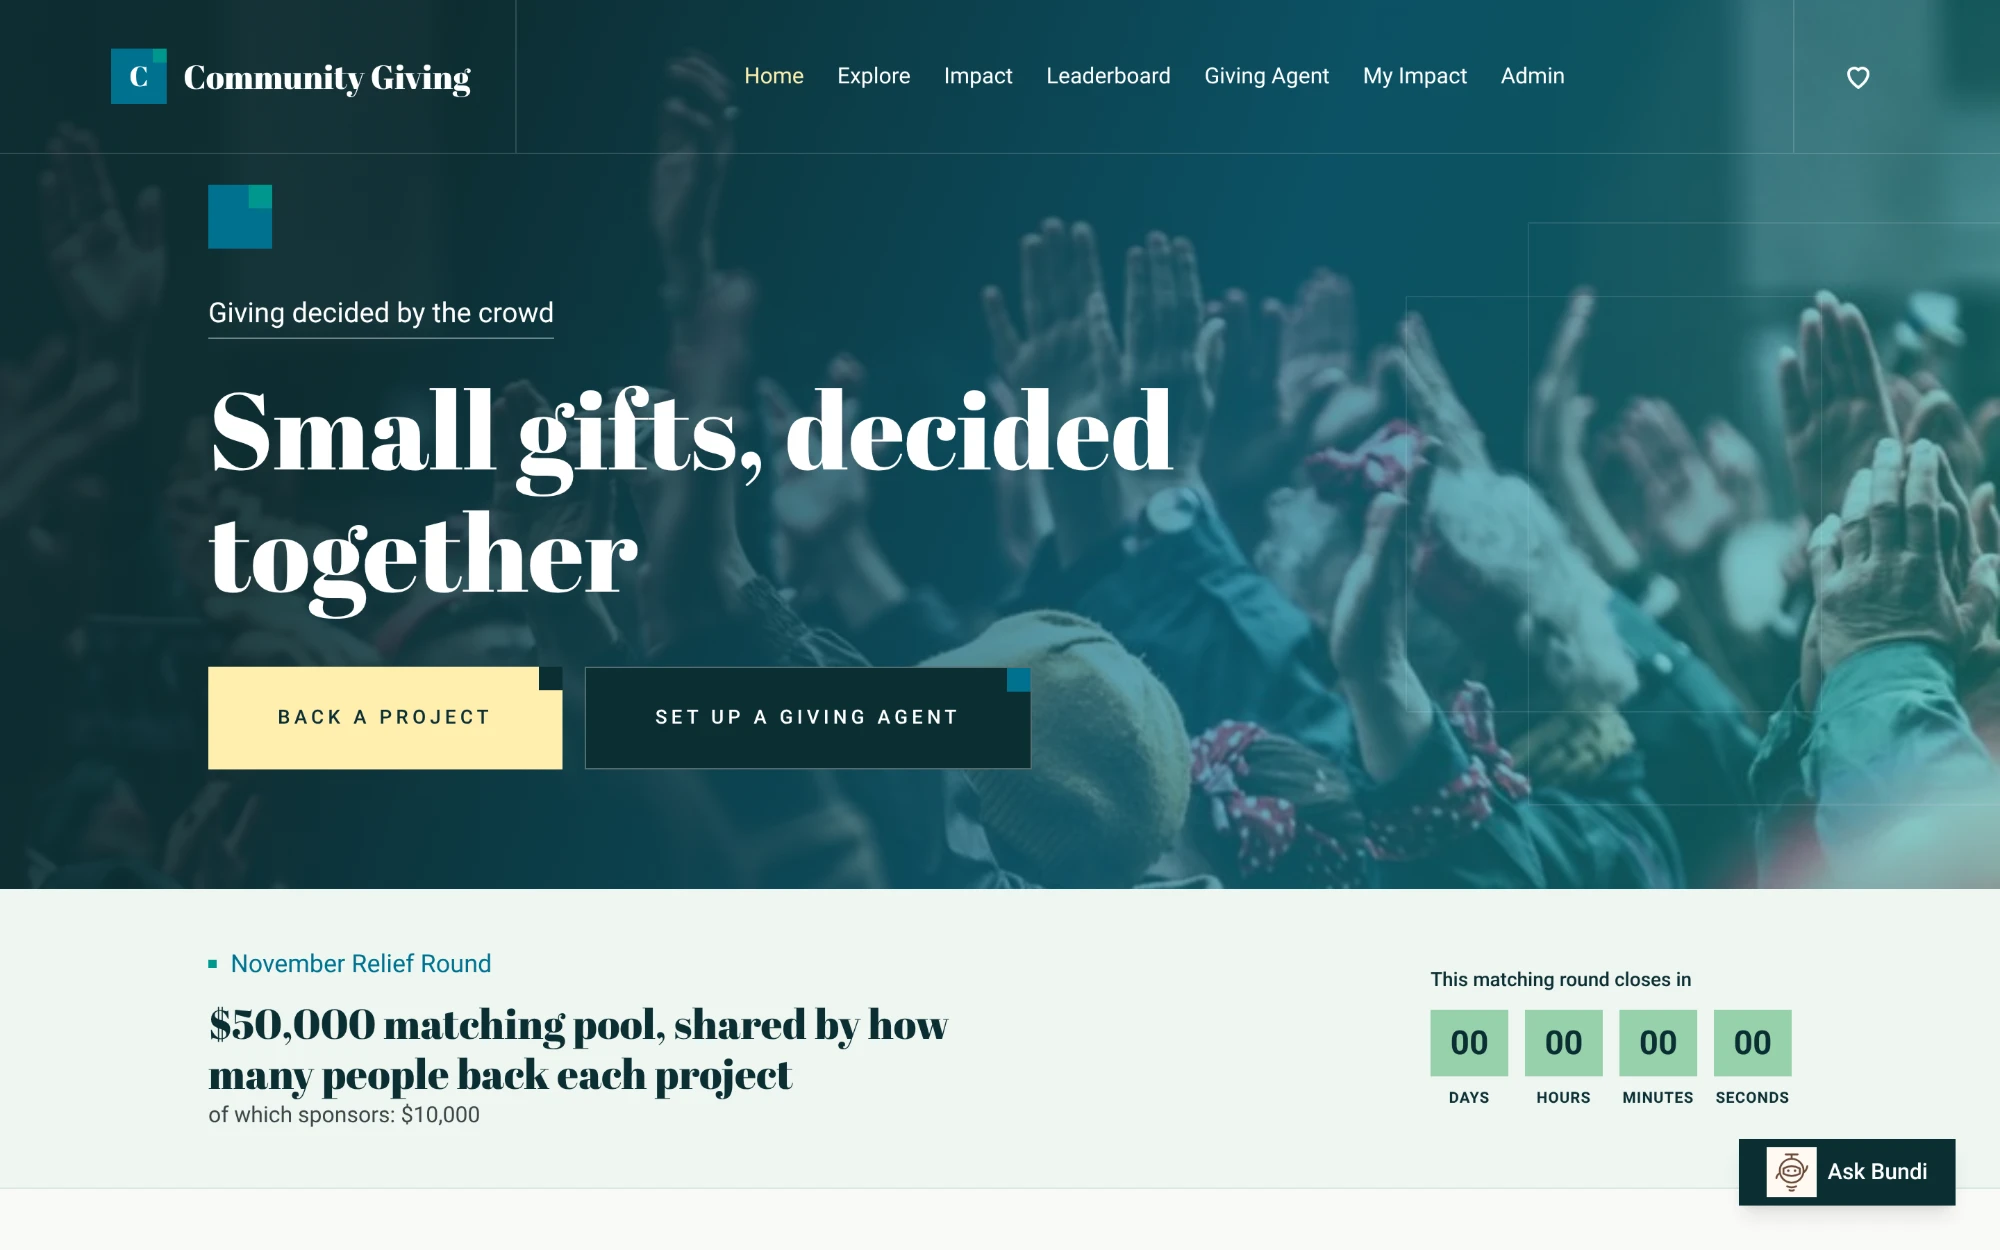 C Community Giving
Home Explore Impact Leaderboard Giving Agent My Impact Admin
Giving decided by the crowd
Small gifts, decided
together
BACK A PROJECT SET UP A GIVING AGENT
November Relief Round
$50,000 matching pool, shared by how
many people back each project
of which sponsors: $10,000
This matching round closes in
00 00 00 00
DAYS HOURS MINUTES SECONDS
Ask Bundi